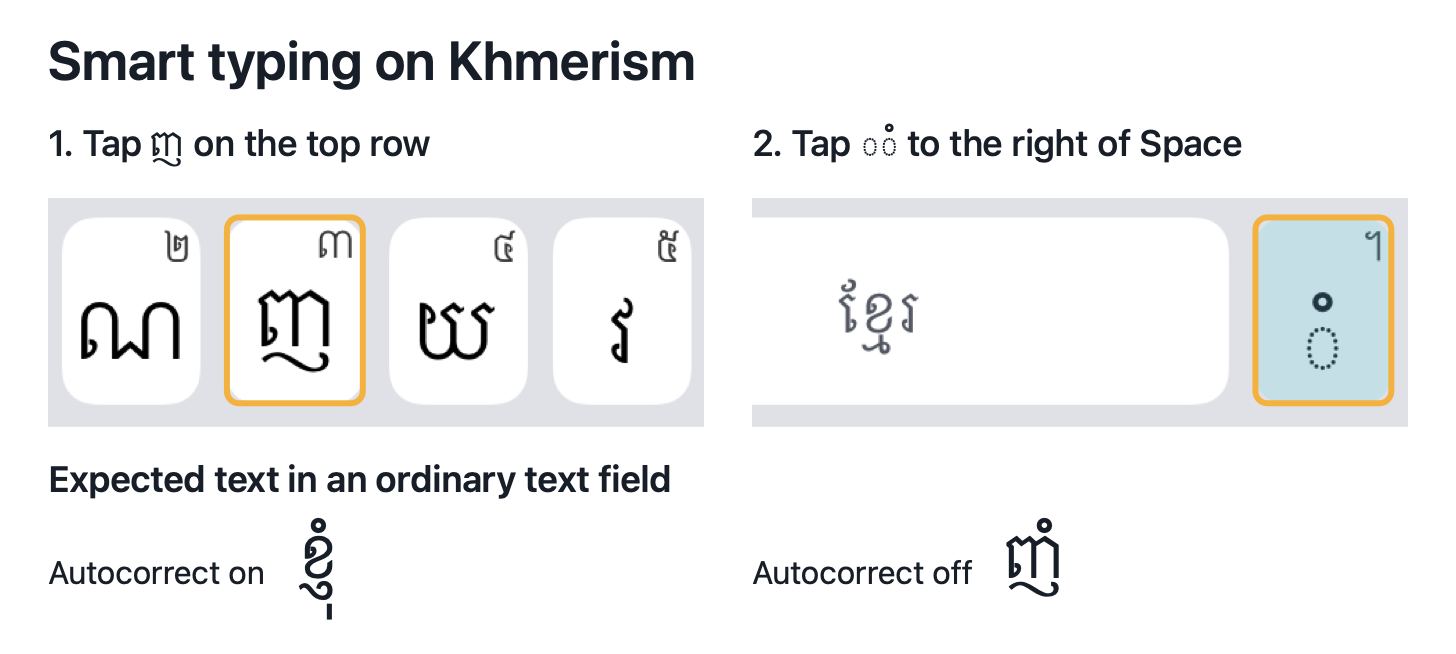 Smart typing on Khmerism
1. Tap ញ on the top row
2. Tap ◌ំ to the right of Space
២ ៣ ៤ ៥
ណ ញ យ វ
ៗ
ខ្មែរ ◌ំ
Expected text in an ordinary text field
Autocorrect on ខ្ញុំ
Autocorrect off ញំ